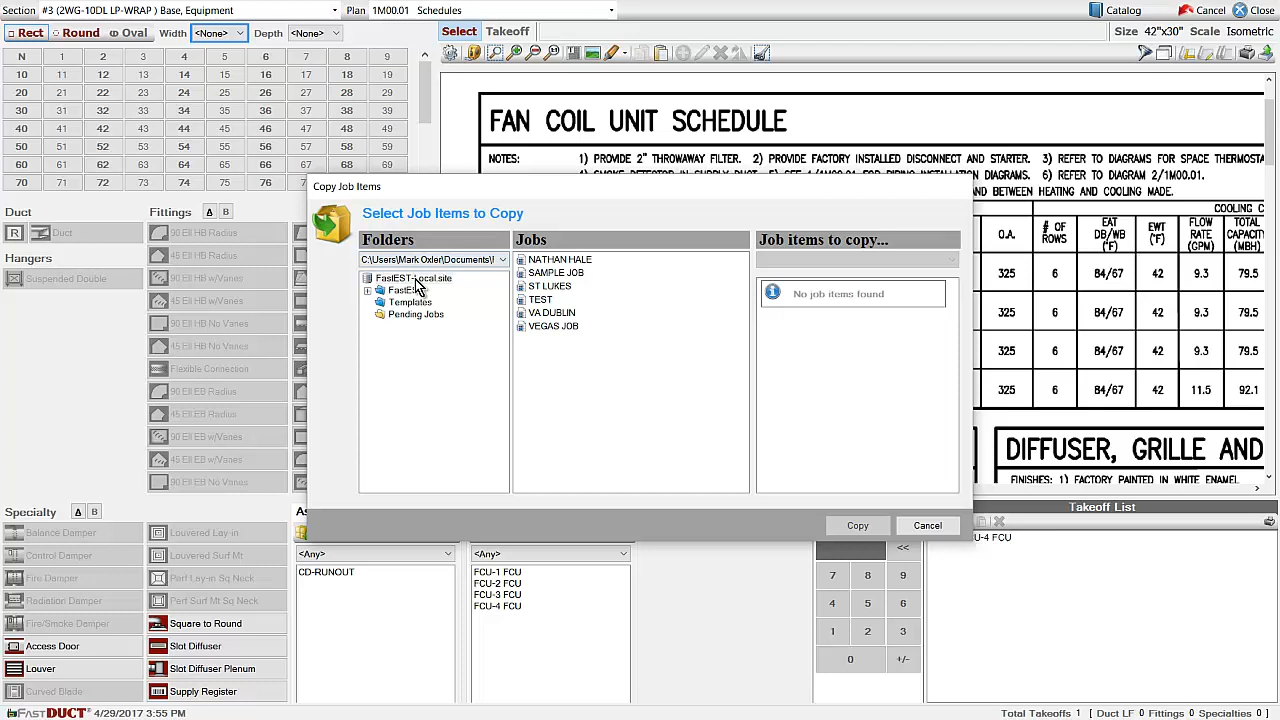 Section #3 (2WG-10DL LP-WRAP ) Base, Equipment Plan 1M00.01 Schedules Catalog Cancel Close
Rect Round Oval Width <None> Depth <None> Select Takeoff Size 42"x30" Scale Isometric
N 1 2 3 4 5 6 7 8 9
10 11 12 13 14 15 16 17 18 19
20 21 22 23 24 25 26 27 28 29
30 31 32 33 34 35 36 37 38 39
40 41 42 43 44 45 46 47 48 49
50 51 52 53 54 55 56 57 58 59
60 61 62 63 64 65 66 67 68 69
70 71 72 73 74 75 76
FAN COIL UNIT SCHEDULE
NOTES: 1) PROVIDE 2" THROWAWAY FILTER. 2) PROVIDE FACTORY INSTALLED DISCONNECT AND STARTER. 3) REFER TO DIAGRAMS FOR SPACE THERMOSTA
DIAGRAMS. 6) REFER TO DIAGRAM 2/1M00.01.
ND BETWEEN HEATING AND COOLING MADE.
COOLING C
O.A. # OF ROWS EAT DB/WB (°F) EWT (°F) FLOW RATE (GPM) TOTAL CAPACITY (MBH)
325 6 84/67 42 9.3 79.5
325 6 84/67 42 9.3 79.5
325 6 84/67 42 9.3 79.5
325 6 84/67 42 11.5 92.1
DIFFUSER, GRILLE AND
FINISHES: 1) FACTORY PAINTED IN WHITE ENAMEL
Copy Job Items
Select Job Items to Copy
Folders Jobs Job items to copy...
C:\Users\Mark Oxler\Documents\
FastEST-Local.site
FastES
Templates
Pending Jobs
NATHAN HALE
SAMPLE JOB
ST LUKES
TEST
VA DUBLIN
VEGAS JOB
No job items found
Copy Cancel
Duct
R Duct
Hangers
Suspended Double
Fittings A B
90 Ell HB Radius
45 Ell HB Radius
90 Ell HB w/Vanes
45 Ell HB w/Vanes
90 Ell HB No Vanes
45 Ell HB No Vanes
Flexible Connection
90 Ell EB Radius
45 Ell EB Radius
90 Ell EB w/Vanes
45 Ell EB w/Vanes
90 Ell EB No Vanes
Specialty A B
Balance Damper
Control Damper
Fire Damper
Radiation Damper
Fire/Smoke Damper
Access Door
Louver
Curved Blade
Louvered Lay-in
Louvered Surf Mt
Perf Lay-in Sq Neck
Perf Surf Mt Sq Neck
Square to Round
Slot Diffuser
Slot Diffuser Plenum
Supply Register
As
<Any>
CD-RUNOUT
<Any>
FCU-1 FCU
FCU-2 FCU
FCU-3 FCU
FCU-4 FCU
<<
7 8 9
4 5 6
1 2 3
0 +/-
Takeoff List
U-4 FCU
FASTDUCT 4/29/2017 3:55 PM Total Takeoffs 1 [ Duct LF 0 Fittings 0 Specialties 0 ]